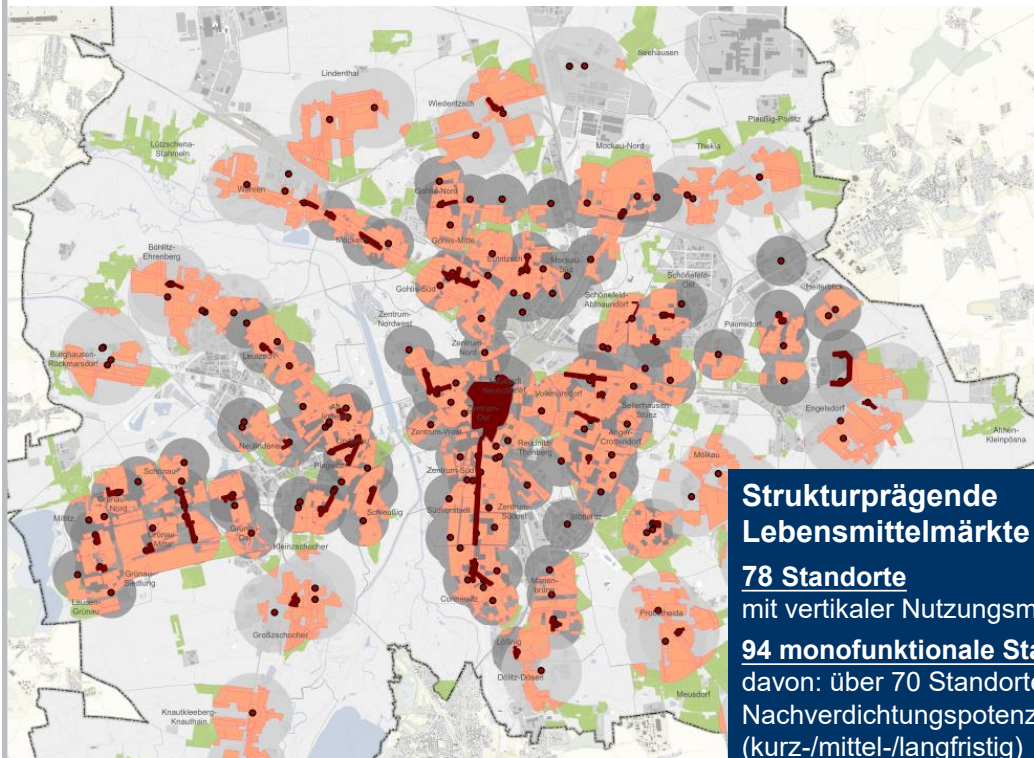 Seehausen
Lindenthal
Wiederitzsch
Plaußig-Portitz
Lützschena-
Stahmeln
Mockau-Nord
Thekla
Wahren
Gohlis-Nord
Möckern
Gohlis-Mitte
Eutritzsch
Böhlitz-
Ehrenberg
Mockau-
Süd
Gohlis-Süd
Schönefeld-
Ost
Heiterblick
Schönefeld-
Abtnaundorf
Zentrum-
Nordwest
Paunsdorf
Zentrum-
Nord
Leutzsch
Burghausen-
Rückmarsdorf
Volkmarsdorf
Zentrum-
Ost
Sellerhausen-
Stünz
Engelsdorf
Althen-
Kleinpösna
Neulindenau
Lindenau
Zentrum-West
Anger-
Crottendorf
Reudnitz-
Thonberg
Mölkau
Plagwitz
Schönau
Zentrum-Süd
Grünau-
Nord
Schleußig
Südvorstadt
Zentrum-
Südost
Stötteritz
Miltitz
Grünau-
Mitte
Grünau-
Ost
Kleinzschocher
Grünau-
Siedlung
Lausen-
Grünau
Connewitz
Marien-
brunn
Großzschocher
Probstheida
Lößnig
Dölitz-Dösen
Meusdorf
Knautkleeberg-
Knauthain
Strukturprägende
Lebensmittelmärkte
78 Standorte
mit vertikaler Nutzungsm
94 monofunktionale Sta
davon: über 70 Standorte
Nachverdichtungspotenz
(kurz-/mittel-/langfristig)